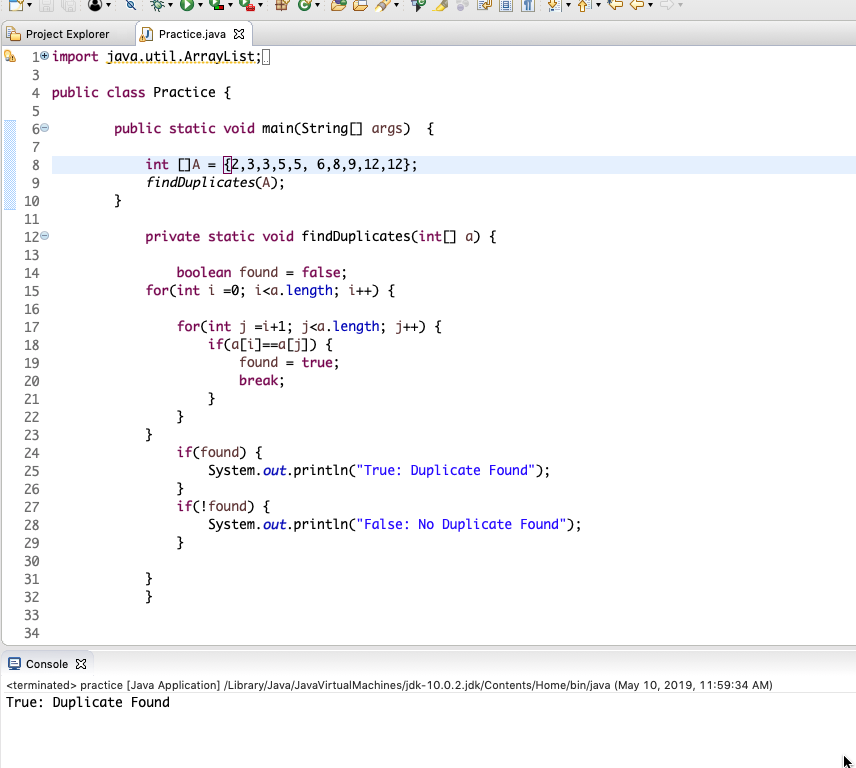 Project Explorer
Practice.java
1 import java.util.ArrayList;
3
4 public class Practice {
5
6 public static void main(String[] args)  {
7
8 int []A = {2,3,3,5,5, 6,8,9,12,12};
9 findDuplicates(A);
10 }
11
12 private static void findDuplicates(int[] a) {
13
14 boolean found = false;
15 for(int i =0; i<a.length; i++) {
16
17 for(int j =i+1; j<a.length; j++) {
18 if(a[i]==a[j]) {
19 found = true;
20 break;
21 }
22 }
23 }
24 if(found) {
25 System.out.println("True: Duplicate Found");
26 }
27 if(!found) {
28 System.out.println("False: No Duplicate Found");
29 }
30
31 }
32 }
33
34
Console
<terminated> practice [Java Application] /Library/Java/JavaVirtualMachines/jdk-10.0.2.jdk/Contents/Home/bin/java (May 10, 2019, 11:59:34 AM)
True: Duplicate Found